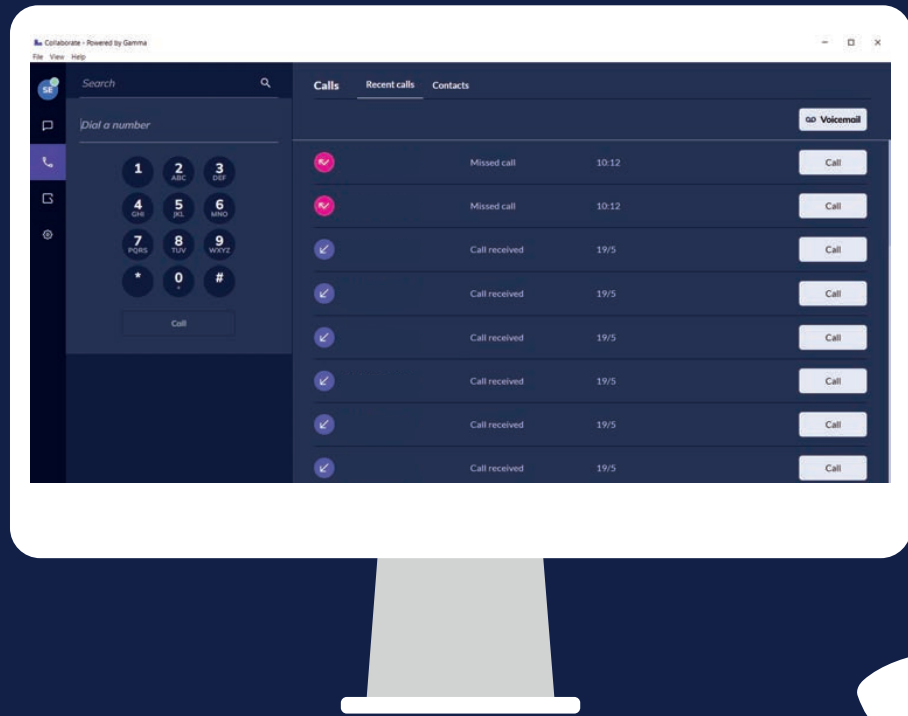 Collaborate - Powered by Gamma
File View Help
SE
Search
Dial a number
1 2 3
ABC DEF
4 5 6
GHI JKL MNO
7 8 9
PQRS TUV WXYZ
* 0 #
+
Call
Calls Recent calls Contacts
Voicemail
Missed call 10:12 Call
Missed call 10:12 Call
Call received 19/5 Call
Call received 19/5 Call
Call received 19/5 Call
Call received 19/5 Call
Call received 19/5 Call
Call received 19/5 Call